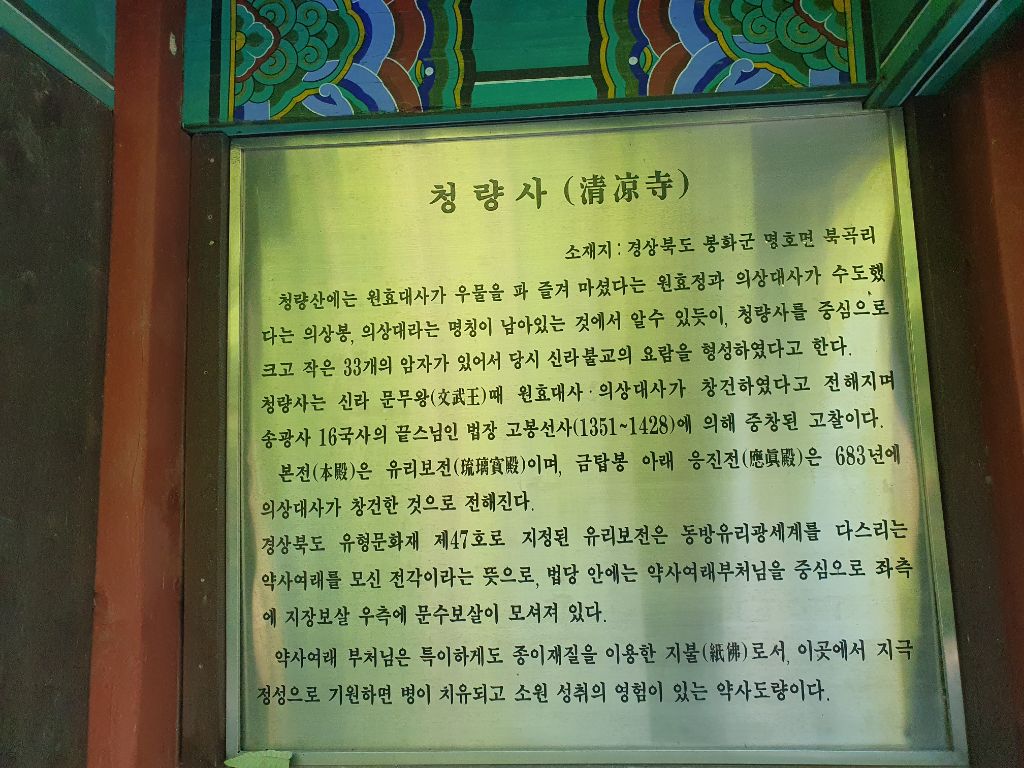 청량사 (清凉寺)
소재지 : 경상북도 봉화군 명호면 북곡리
청량산에는 원효대사가 우물을 파 즐겨 마셨다는 원효정과 의상대사가 수도했
다는 의상봉, 의상대라는 명칭이 남아있는 것에서 알수 있듯이, 청량사를 중심으로
크고 작은 33개의 암자가 있어서 당시 신라불교의 요람을 형성하였다고 한다.
청량사는 신라 문무왕(文武王)때 원효대사·의상대사가 창건하였다고 전해지며
송광사 16국사의 끝스님인 법장 고봉선사(1351~1428)에 의해 중창된 고찰이다.
본전(本殿)은 유리보전(琉璃寶殿)이며, 금탑봉 아래 응진전(應眞殿)은 683년에
의상대사가 창건한 것으로 전해진다.
경상북도 유형문화재 제47호로 지정된 유리보전은 동방유리광세계를 다스리는
약사여래를 모신 전각이라는 뜻으로, 법당 안에는 약사여래부처님을 중심으로 좌측
에 지장보살 우측에 문수보살이 모셔져 있다.
약사여래 부처님은 특이하게도 종이재질을 이용한 지불(紙佛)로서, 이곳에서 지극
정성으로 기원하면 병이 치유되고 소원 성취의 영험이 있는 약사도량이다.